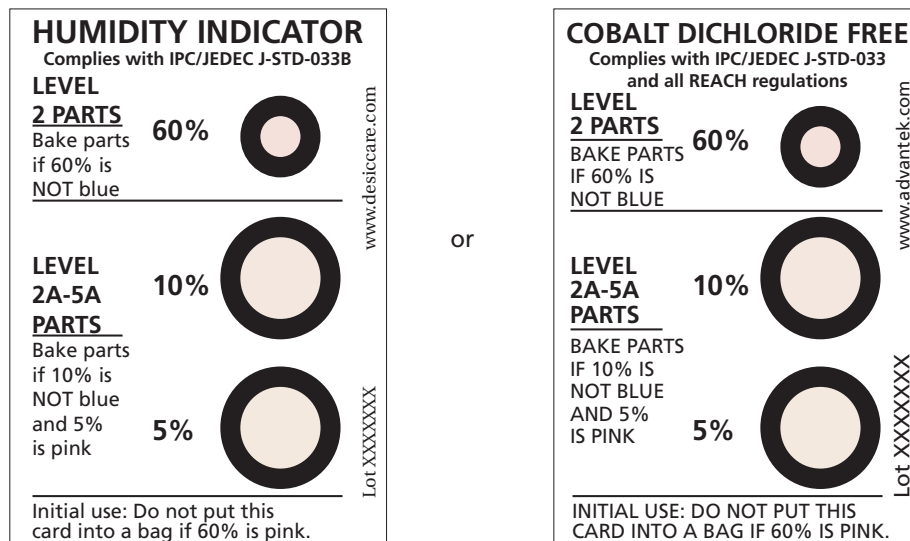 HUMIDITY INDICATOR
Complies with IPC/JEDEC J-STD-033B
LEVEL
2 PARTS
Bake parts
if 60% is
NOT blue
60%
LEVEL
2A-5A
PARTS
Bake parts
if 10% is
NOT blue
and 5%
is pink
10%
5%
www.desiccare.com
Lot XXXXXXX
Initial use: Do not put this
card into a bag if 60% is pink.
or
COBALT DICHLORIDE FREE
Complies with IPC/JEDEC J-STD-033
and all REACH regulations
LEVEL
2 PARTS
BAKE PARTS
IF 60% IS
NOT BLUE
60%
LEVEL
2A-5A
PARTS
BAKE PARTS
IF 10% IS
NOT BLUE
AND 5%
IS PINK
10%
5%
www.advantek.com
Lot XXXXXXX
INITIAL USE: DO NOT PUT THIS
CARD INTO A BAG IF 60% IS PINK.